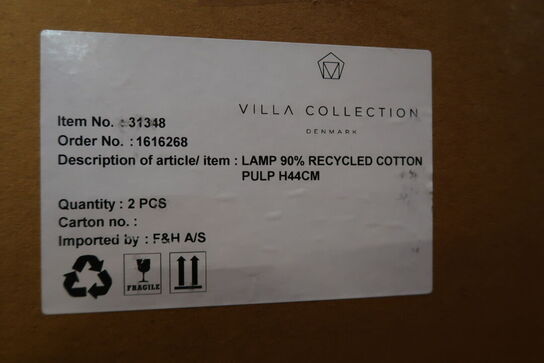 VILLA COLLECTION
DENMARK
Item No. : 31348
Order No. : 1616268
Description of article/ item : LAMP 90% RECYCLED COTTON
PULP H44CM
Quantity : 2 PCS
Carton no. :
Imported by : F&H A/S
FRAGILE